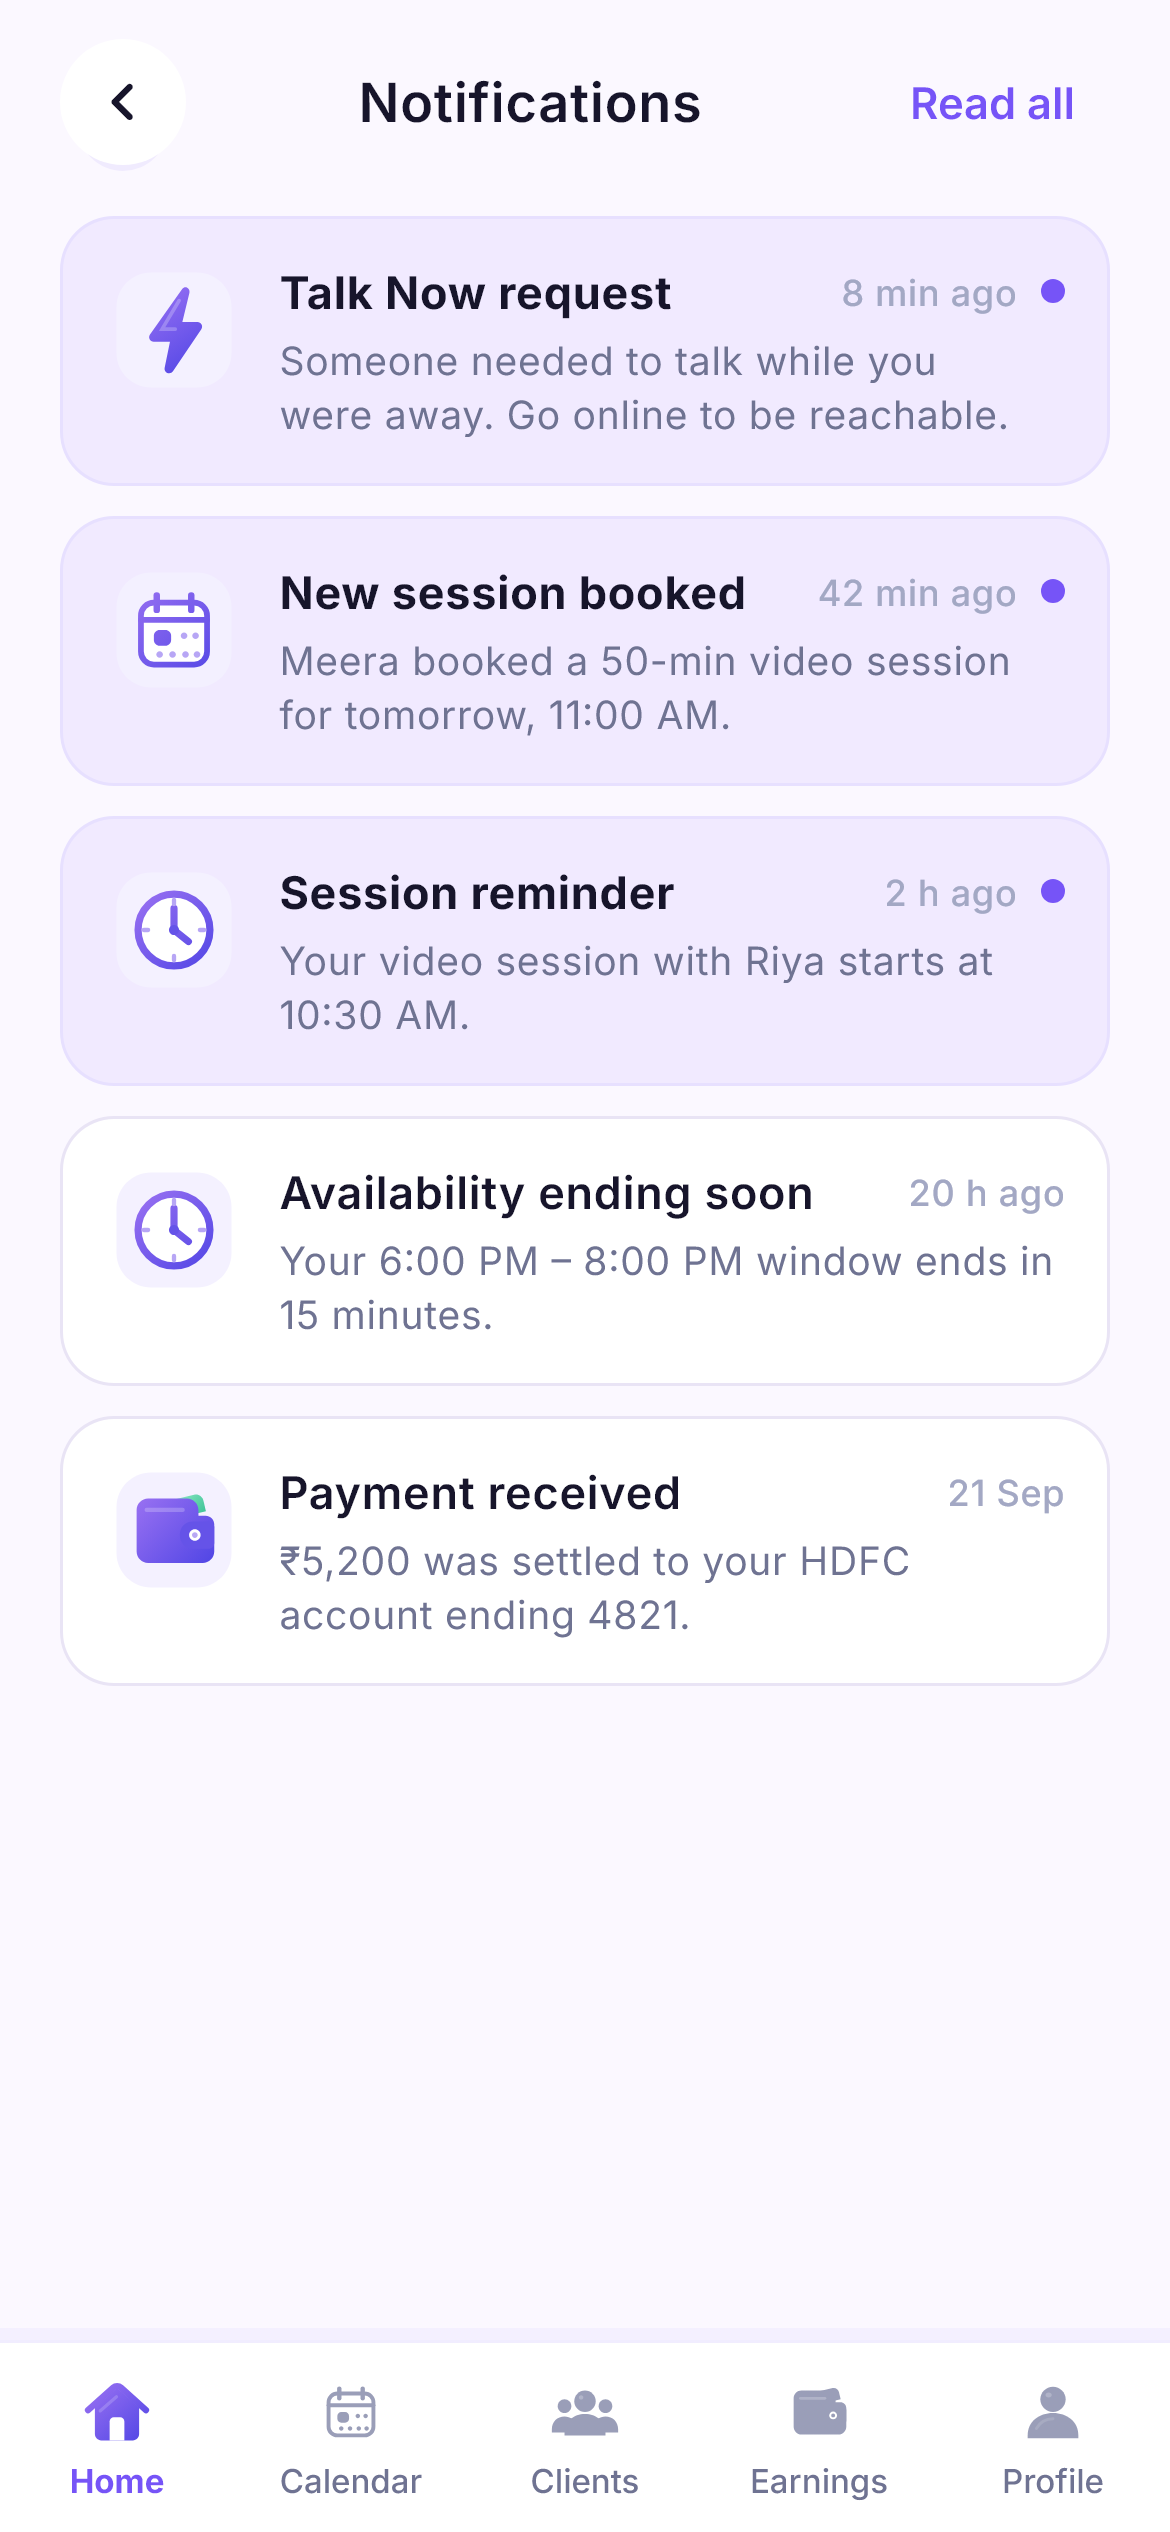 Notifications
Read all
Talk Now request
8 min ago
Someone needed to talk while you
were away. Go online to be reachable.
New session booked
42 min ago
Meera booked a 50-min video session
for tomorrow, 11:00 AM.
Session reminder
2 h ago
Your video session with Riya starts at
10:30 AM.
Availability ending soon
20 h ago
Your 6:00 PM – 8:00 PM window ends in
15 minutes.
Payment received
21 Sep
₹5,200 was settled to your HDFC
account ending 4821.
Home
Calendar
Clients
Earnings
Profile